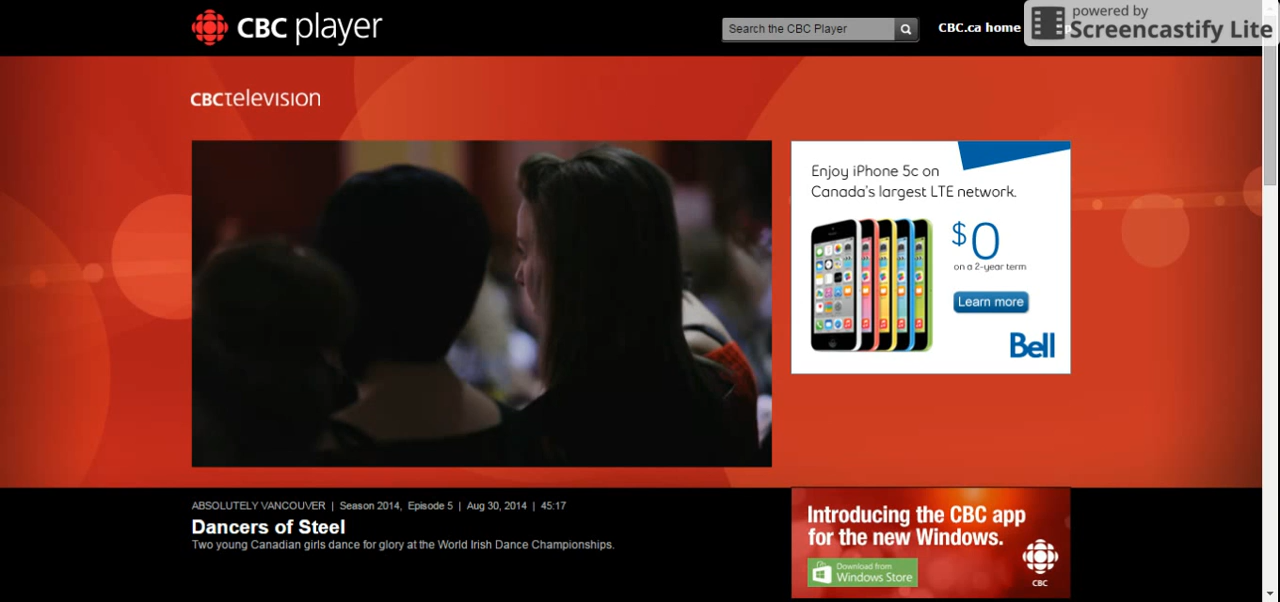 CBC player
Search the CBC Player
CBC.ca home
powered by
Screencastify Lite
CBCtelevision
Enjoy iPhone 5c on
Canada's largest LTE network.
$0
on a 2-year term
Learn more
Bell
ABSOLUTELY VANCOUVER | Season 2014, Episode 5 | Aug 30, 2014 | 45:17
Dancers of Steel
Two young Canadian girls dance for glory at the World Irish Dance Championships.
Introducing the CBC app
for the new Windows.
Download from
Windows Store
CBC